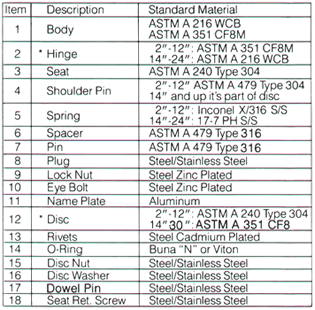 Item Description Standard Material
1 Body ASTM A 216 WCB
ASTM A 351 CF8M
2 * Hinge 2"-12": ASTM A 351 CF8M
14"-24": ASTM A 216 WCB
3 Seat ASTM A 240 Type 304
4 Shoulder Pin 2"-12" ASTM A 479 Type 304
14" and up it's part of disc
5 Spring 2"-12": Inconel X/316 S/S
14"-24": 17-7 PH S/S
6 Spacer ASTM A 479 Type 316
7 Pin ASTM A 479 Type 316
8 Plug Steel/Stainless Steel
9 Lock Nut Steel Zinc Plated
10 Eye Bolt Steel Zinc Plated
11 Name Plate Aluminum
12 * Disc 2"-12": ASTM A 240 Type 304
14"30": ASTM A 351 CF8
13 Rivets Steel Cadmium Plated
14 O-Ring Buna "N" or Viton
15 Disc Nut Steel/Stainless Steel
16 Disc Washer Steel/Stainless Steel
17 Dowel Pin Steel/Stainless Steel
18 Seat Ret. Screw Steel/Stainless Steel